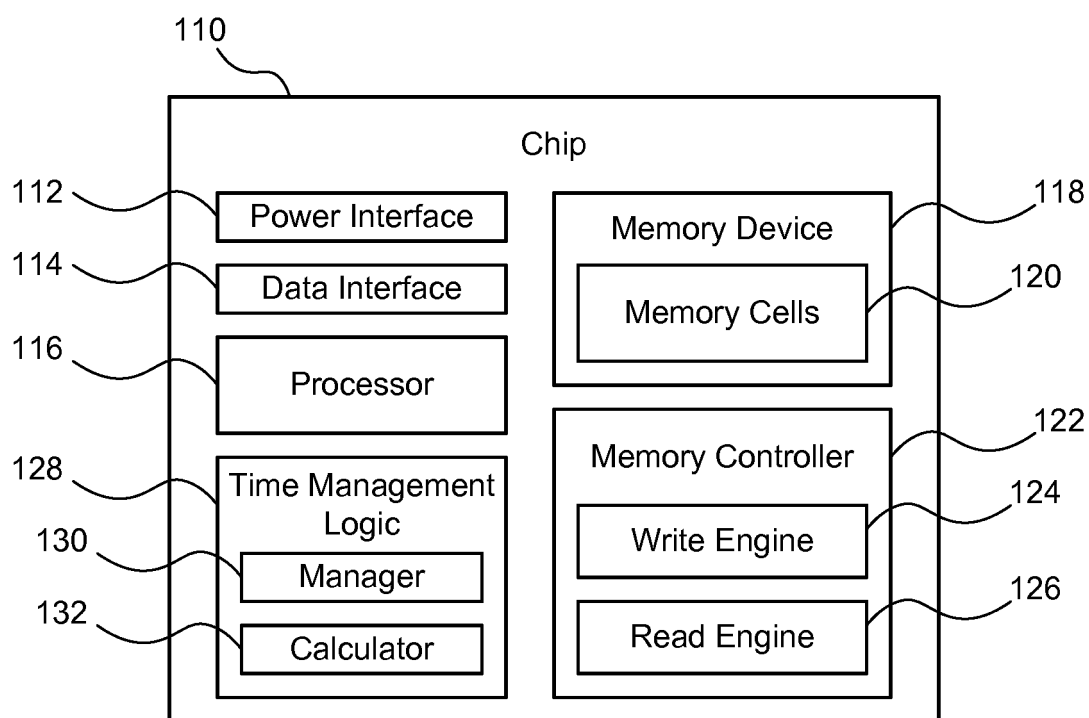 110
Chip
112
Power Interface
114
Data Interface
116
Processor
128
Time Management
Logic
130
Manager
132
Calculator
Memory Device
118
Memory Cells
120
Memory Controller
122
Write Engine
124
Read Engine
126